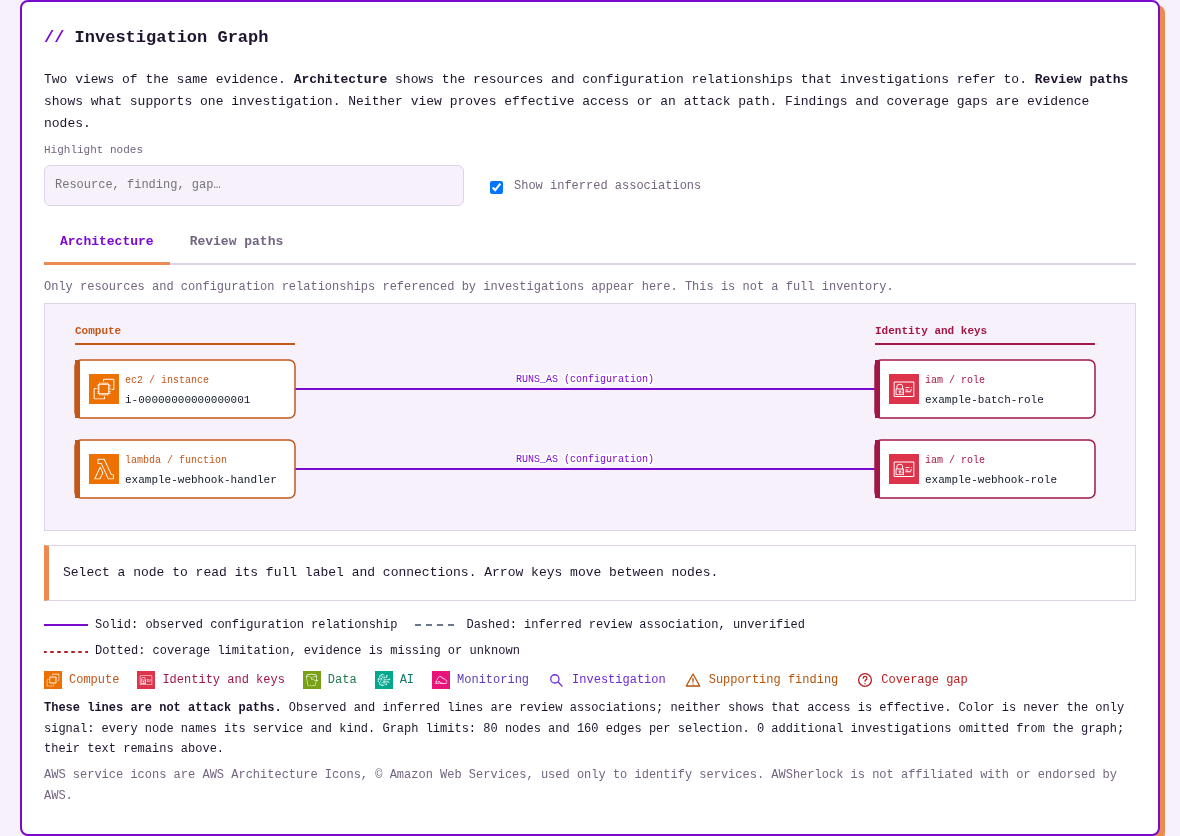 // Investigation Graph
Two views of the same evidence. Architecture shows the resources and configuration relationships that investigations refer to. Review paths
shows what supports one investigation. Neither view proves effective access or an attack path. Findings and coverage gaps are evidence
nodes.
Highlight nodes
Resource, finding, gap…
Show inferred associations
Architecture
Review paths
Only resources and configuration relationships referenced by investigations appear here. This is not a full inventory.
Compute
Identity and keys
ec2 / instance
i-00000000000000001
RUNS_AS (configuration)
iam / role
example-batch-role
lambda / function
example-webhook-handler
RUNS_AS (configuration)
iam / role
example-webhook-role
Select a node to read its full label and connections. Arrow keys move between nodes.
Solid: observed configuration relationship
Dashed: inferred review association, unverified
Dotted: coverage limitation, evidence is missing or unknown
Compute
Identity and keys
Data
AI
Monitoring
Investigation
Supporting finding
Coverage gap
These lines are not attack paths. Observed and inferred lines are review associations; neither shows that access is effective. Color is never the only
signal: every node names its service and kind. Graph limits: 80 nodes and 160 edges per selection. 0 additional investigations omitted from the graph;
their text remains above.
AWS service icons are AWS Architecture Icons, © Amazon Web Services, used only to identify services. AWSherlock is not affiliated with or endorsed by
AWS.